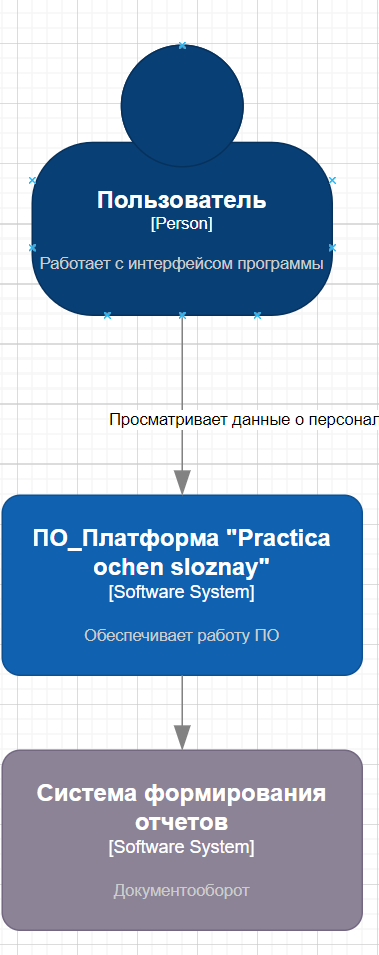 Пользователь
[Person]
Работает с интерфейсом программы
Просматривает данные о персонал
ПО_Платформа "Practica
ochen sloznay"
[Software System]
Обеспечивает работу ПО
Система формирования
отчетов
[Software System]
Документооборот